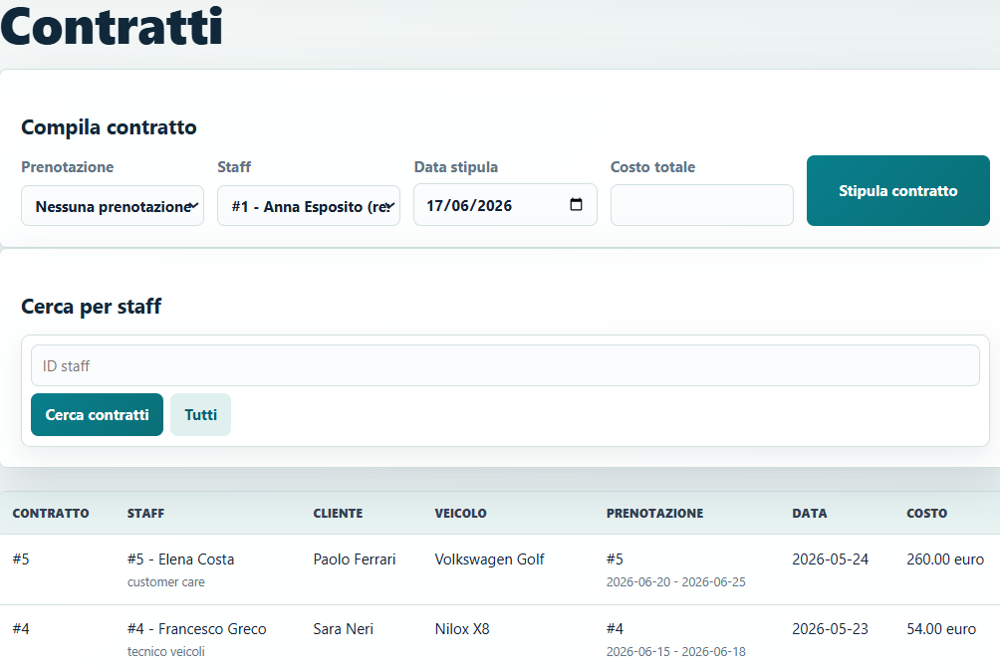 Contratti
Compila contratto
Prenotazione Staff Data stipula Costo totale
Nessuna prenotazione #1 - Anna Esposito (re 17/06/2026 Stipula contratto
Cerca per staff
ID staff
Cerca contratti Tutti
CONTRATTO STAFF CLIENTE VEICOLO PRENOTAZIONE DATA COSTO
#5 #5 - Elena Costa Paolo Ferrari Volkswagen Golf #5 2026-05-24 260.00 euro
customer care 2026-06-20 - 2026-06-25
#4 #4 - Francesco Greco Sara Neri Nilox X8 #4 2026-05-23 54.00 euro
tecnico veicoli 2026-06-15 - 2026-06-18